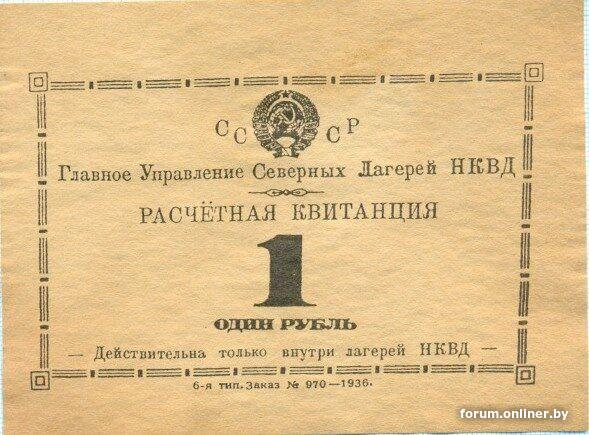 СССР
Главное Управление Северных Лагерей НКВД
РАСЧЁТНАЯ КВИТАНЦИЯ
1
ОДИН РУБЛЬ
— Действительна только внутри лагерей НКВД —
6-я тип. Заказ № 970—1936.
forum.onliner.by